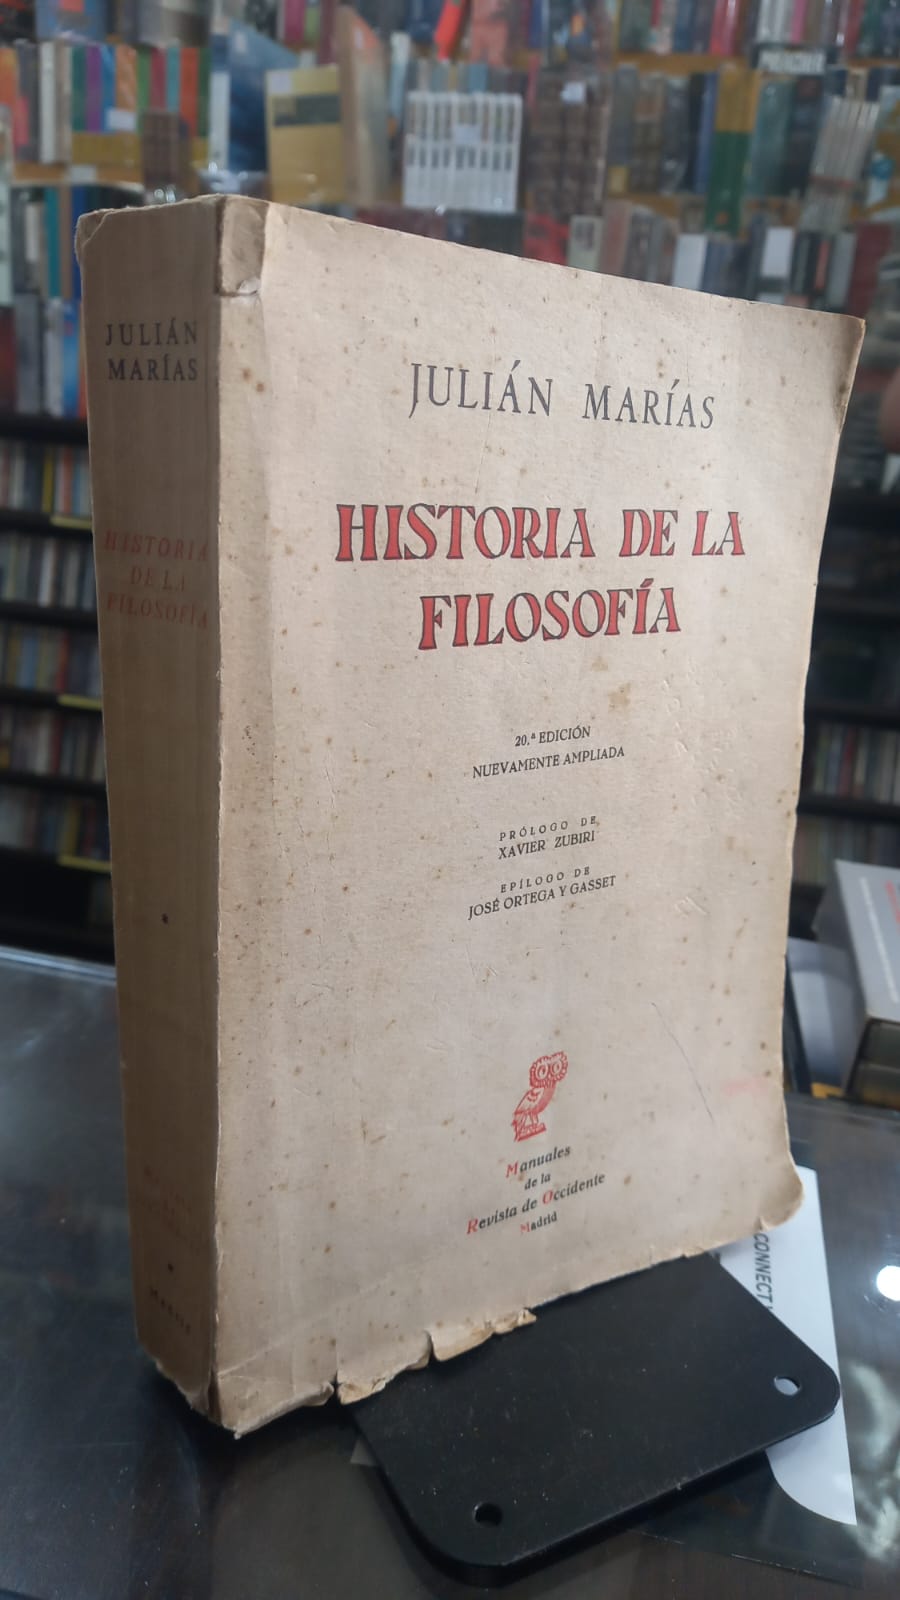 JULIÁN
MARÍAS
HISTORIA
DE LA
FILOSOFÍA
JULIÁN MARÍAS
HISTORIA DE LA
FILOSOFÍA
20.ª EDICIÓN
NUEVAMENTE AMPLIADA
PRÓLOGO DE
XAVIER ZUBIRI
EPÍLOGO DE
JOSÉ ORTEGA Y GASSET
Manuales
de la
Revista de Occidente
Madrid
CONNECT